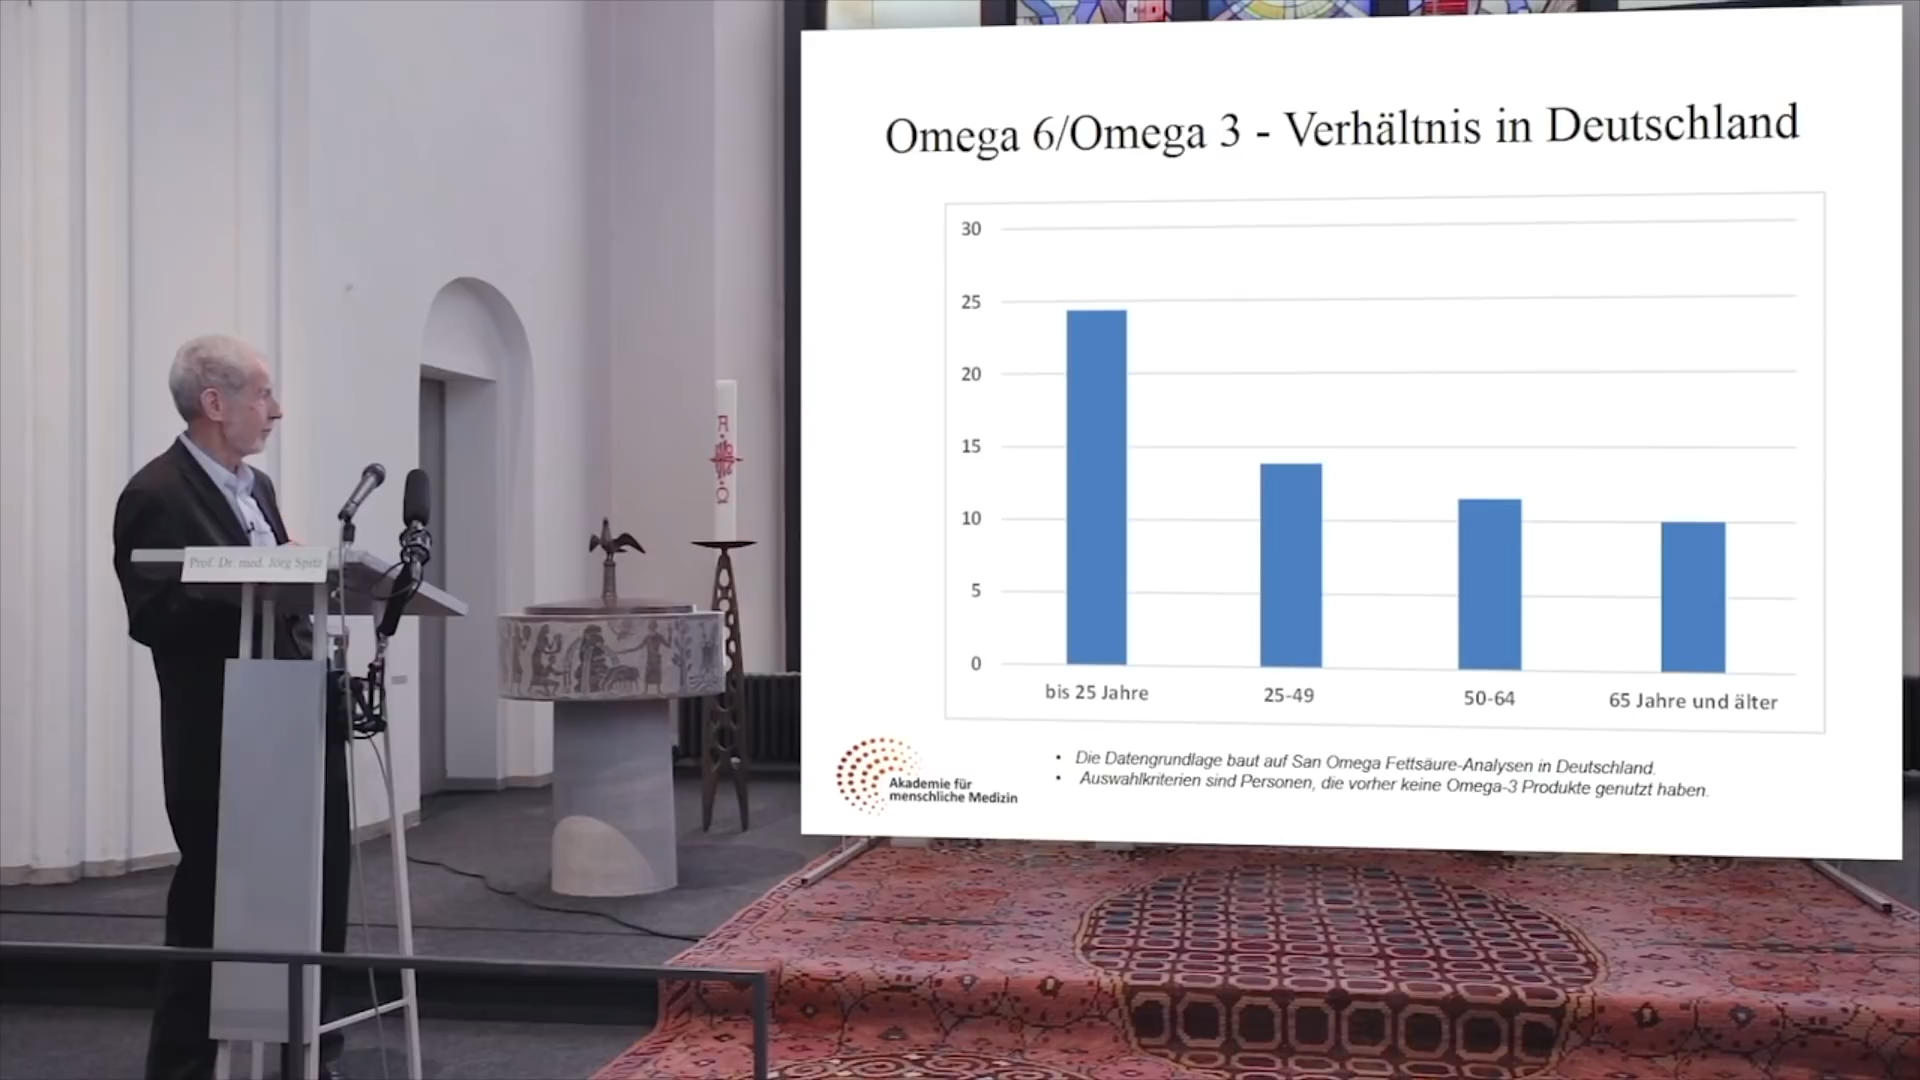 Omega 6/Omega 3 - Verhältnis in Deutschland
30
25
20
15
10
5
0
bis 25 Jahre
25-49
50-64
65 Jahre und älter
• Die Datengrundlage baut auf San Omega Fettsäure-Analysen in Deutschland.
• Auswahlkriterien sind Personen, die vorher keine Omega-3 Produkte genutzt haben.
Akademie für
menschliche Medizin
Prof. Dr. med. Jörg Spitz
Α
Ω